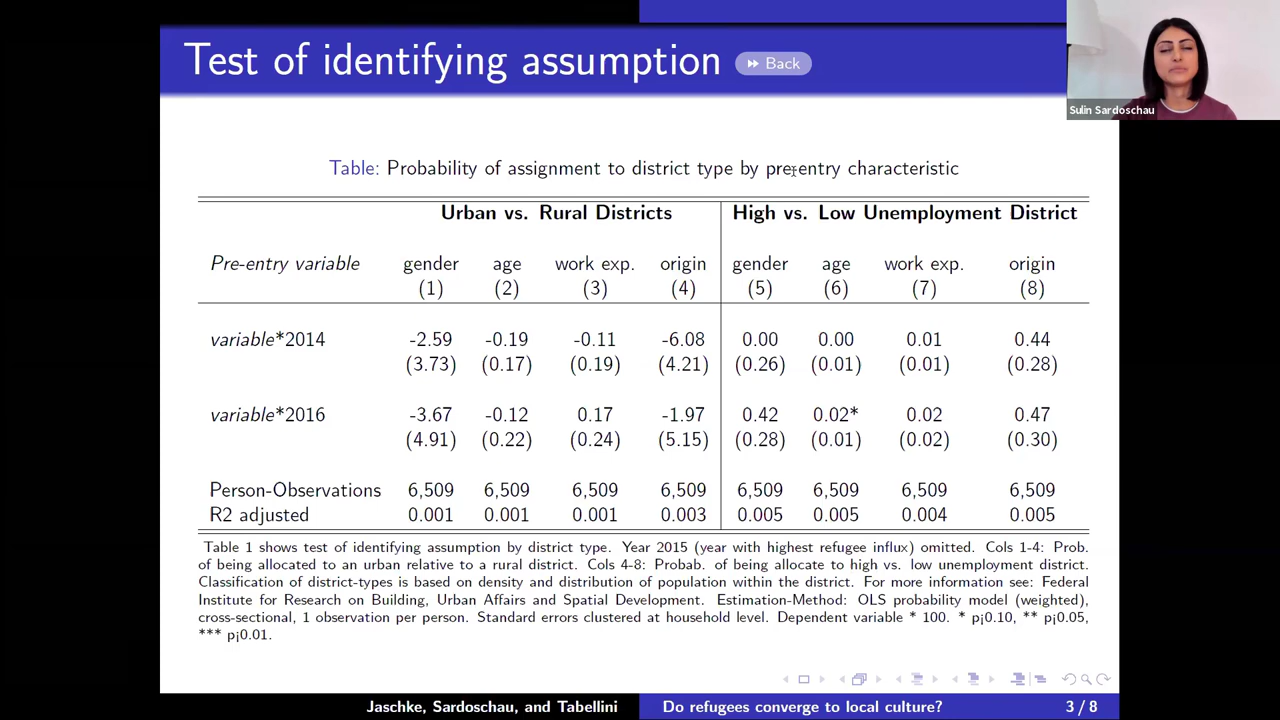 Test of identifying assumption
Back
Sulin Sardoschau
Table: Probability of assignment to district type by pre-entry characteristic
Urban vs. Rural Districts High vs. Low Unemployment District
Pre-entry variable gender age work exp. origin gender age work exp. origin
(1) (2) (3) (4) (5) (6) (7) (8)
variable*2014 -2.59 -0.19 -0.11 -6.08 0.00 0.00 0.01 0.44
(3.73) (0.17) (0.19) (4.21) (0.26) (0.01) (0.01) (0.28)
variable*2016 -3.67 -0.12 0.17 -1.97 0.42 0.02* 0.02 0.47
(4.91) (0.22) (0.24) (5.15) (0.28) (0.01) (0.02) (0.30)
Person-Observations 6,509 6,509 6,509 6,509 6,509 6,509 6,509 6,509
R2 adjusted 0.001 0.001 0.001 0.003 0.005 0.005 0.004 0.005
Table 1 shows test of identifying assumption by district type. Year 2015 (year with highest refugee influx) omitted. Cols 1-4: Prob.
of being allocated to an urban relative to a rural district. Cols 4-8: Probab. of being allocate to high vs. low unemployment district.
Classification of district-types is based on density and distribution of population within the district. For more information see: Federal
Institute for Research on Building, Urban Affairs and Spatial Development. Estimation-Method: OLS probability model (weighted),
cross-sectional, 1 observation per person. Standard errors clustered at household level. Dependent variable * 100. * p¡0.10, ** p¡0.05,
*** p¡0.01.
Jaschke, Sardoschau, and Tabellini Do refugees converge to local culture? 3 / 8